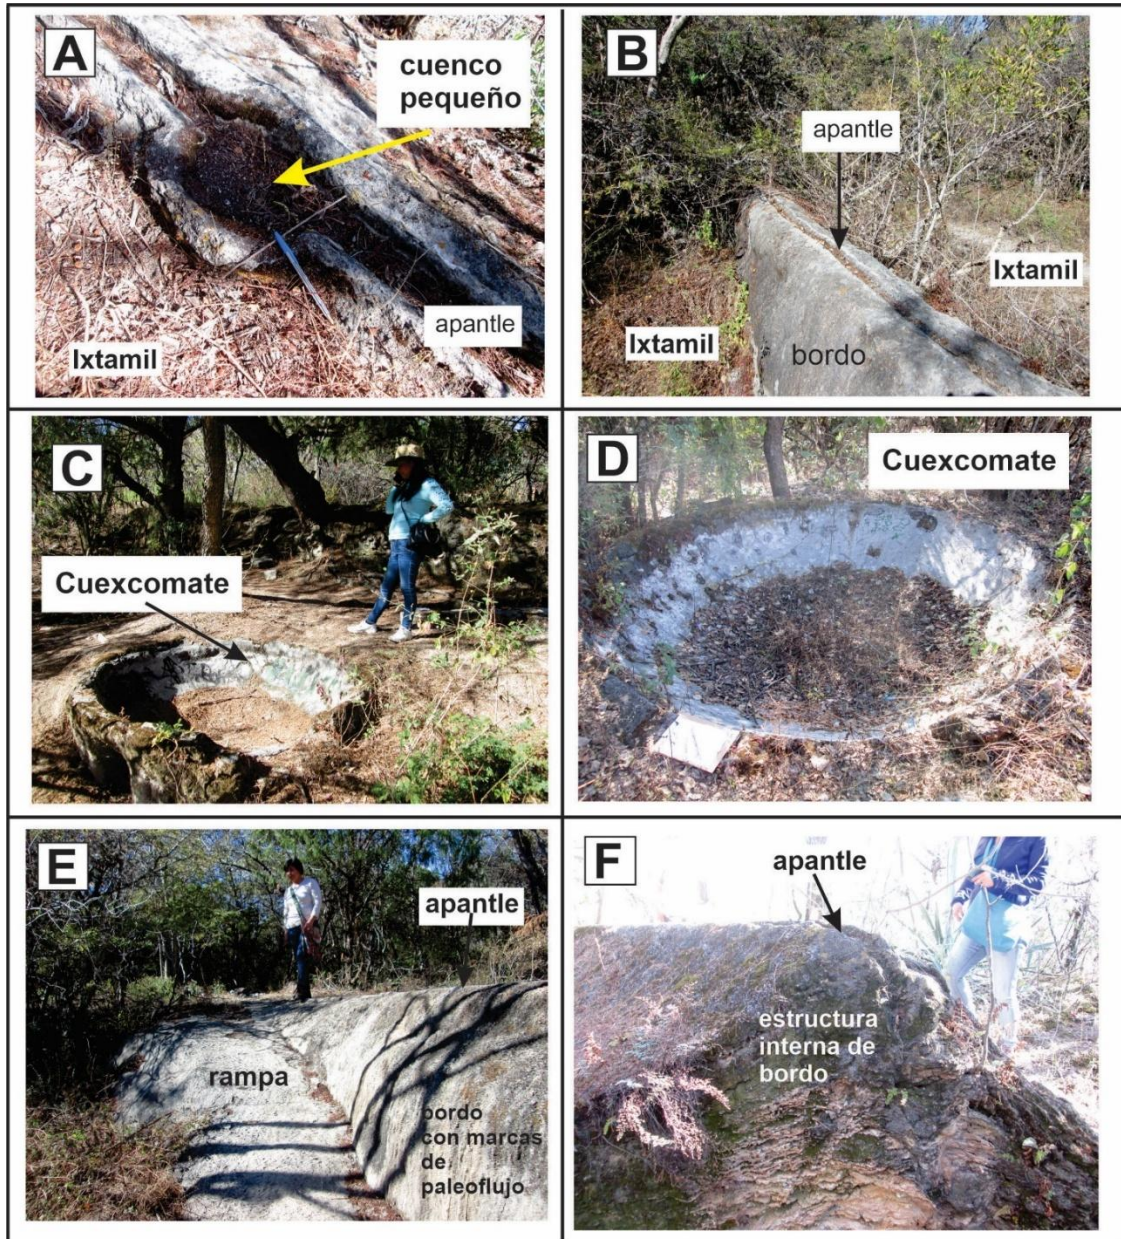 A
cuenco
pequeño
apantle
Ixtamil
B
apantle
Ixtamil
Ixtamil
bordo
C
Cuexcomate
D
Cuexcomate
E
apantle
rampa
bordo
con marcas
de
paleoflujo
F
apantle
estructura
interna de
bordo